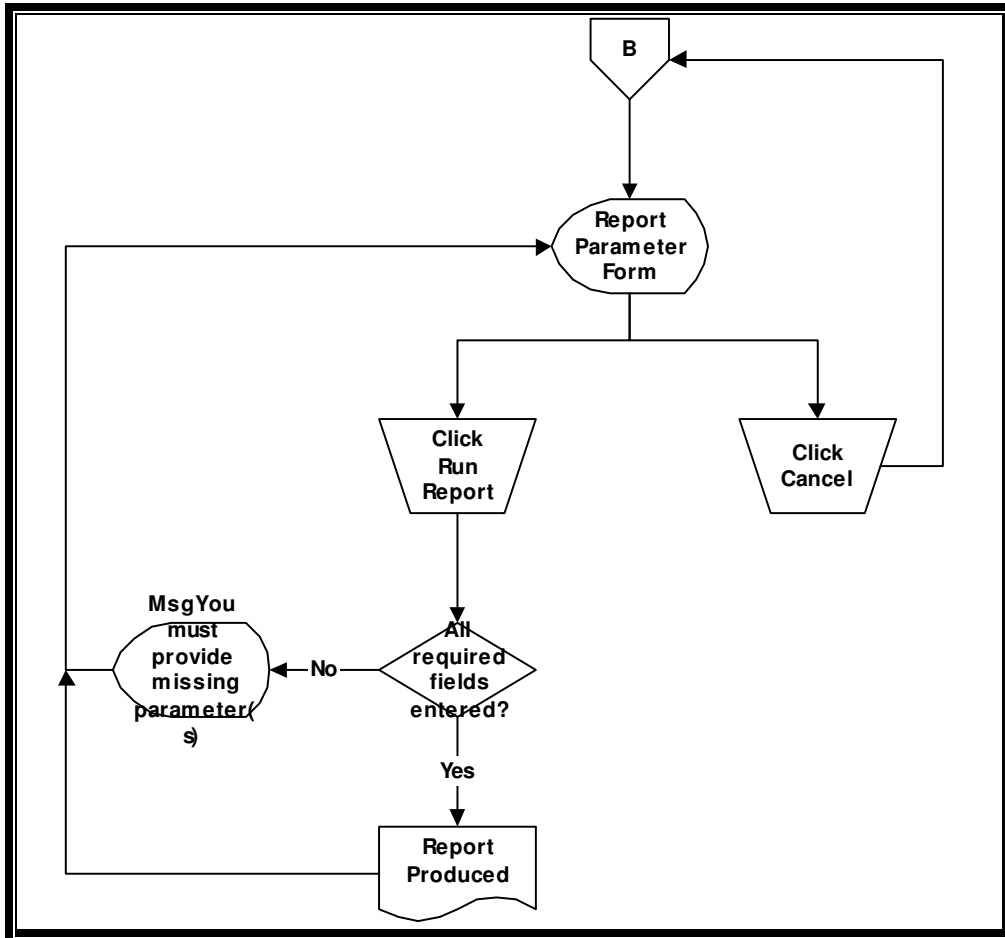 B
Report
Parameter
Form
Click
Run
Report
Click
Cancel
MsgYou
must
provide
missing
parameter(
s)
No
All
required
fields
entered?
Yes
Report
Produced